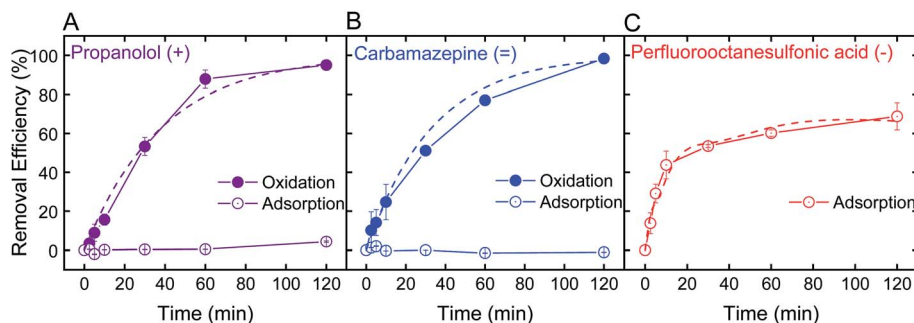 A
B
C
Propanolol (+)
Carbamazepine (=)
Perfluorooctanesulfonic acid (-)
Removal Efficiency (%)
100
80
60
40
20
0
Oxidation
Adsorption
Oxidation
Adsorption
Adsorption
0 20 40 60 80 100 120
0 20 40 60 80 100 120
0 20 40 60 80 100 120
Time (min)
Time (min)
Time (min)